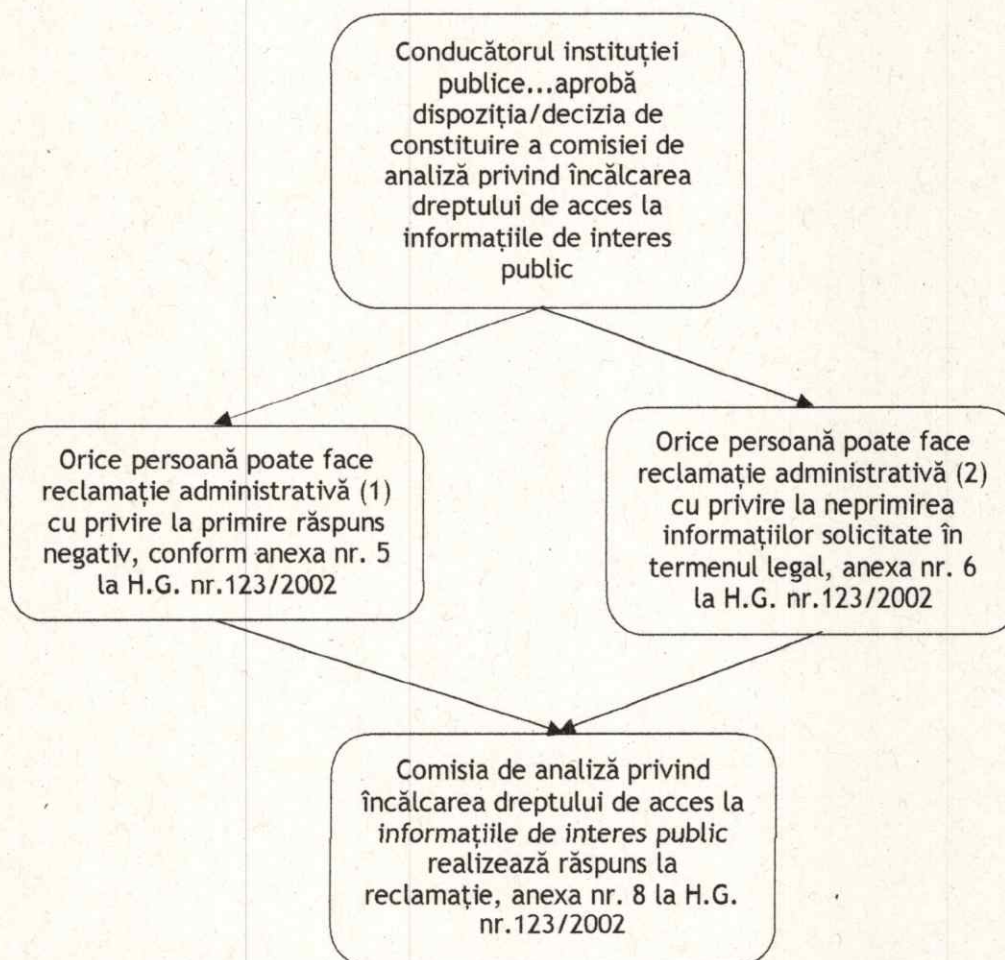 Conducătorul instituției
publice...aprobă
dispoziția/decizia de
constituire a comisiei de
analiză privind încălcarea
dreptului de acces la
informațiile de interes
public
Orice persoană poate face
reclamație administrativă (1)
cu privire la primire răspuns
negativ, conform anexa nr. 5
la H.G. nr.123/2002
Orice persoană poate face
reclamație administrativă (2)
cu privire la neprimirea
informațiilor solicitate în
termenul legal, anexa nr. 6
la H.G. nr.123/2002
Comisia de analiză privind
încălcarea dreptului de acces la
informațiile de interes public
realizează răspuns la
reclamație, anexa nr. 8 la H.G.
nr.123/2002